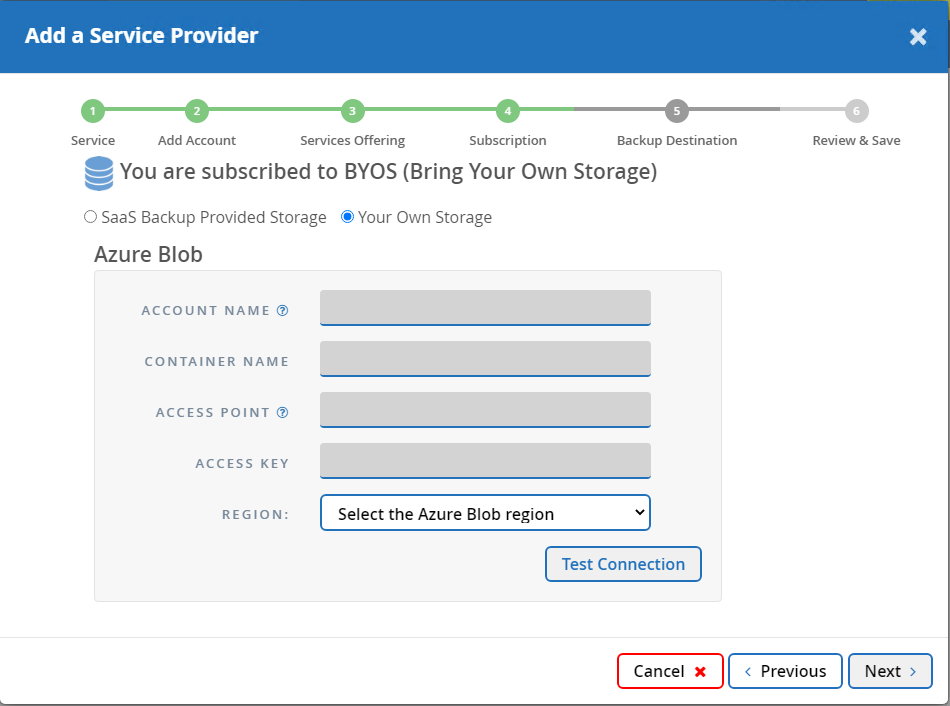 Add a Service Provider
1 2 3 4 5 6
Service Add Account Services Offering Subscription Backup Destination Review & Save
You are subscribed to BYOS (Bring Your Own Storage)
SaaS Backup Provided Storage Your Own Storage
Azure Blob
ACCOUNT NAME ?
CONTAINER NAME
ACCESS POINT ?
ACCESS KEY
REGION: Select the Azure Blob region
Test Connection
Cancel Previous Next